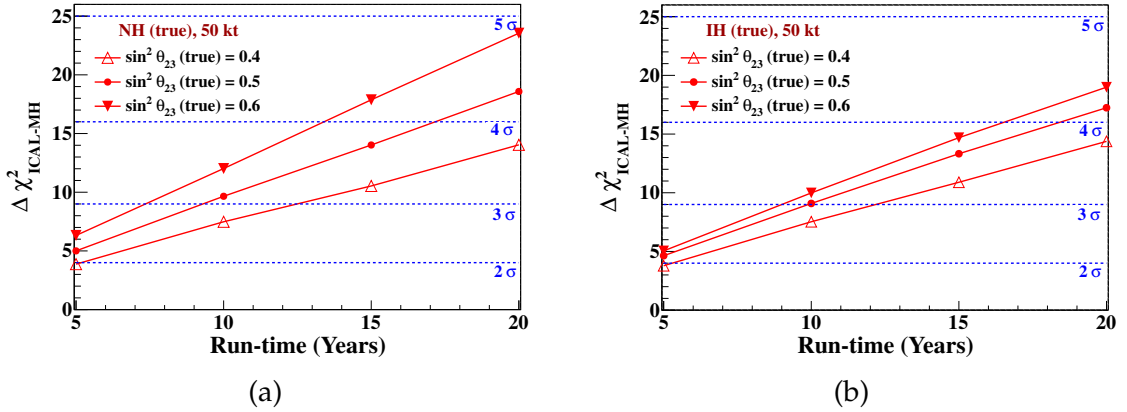 NH (true), 50 kt
sin² θ₂₃ (true) = 0.4
sin² θ₂₃ (true) = 0.5
sin² θ₂₃ (true) = 0.6
5 σ
4 σ
3 σ
2 σ
25
20
15
10
5
0
Δ χ²ICAL-MH
5 10 15 20
Run-time (Years)
(a)
IH (true), 50 kt
sin² θ₂₃ (true) = 0.4
sin² θ₂₃ (true) = 0.5
sin² θ₂₃ (true) = 0.6
5 σ
4 σ
3 σ
2 σ
25
20
15
10
5
0
Δ χ²ICAL-MH
5 10 15 20
Run-time (Years)
(b)